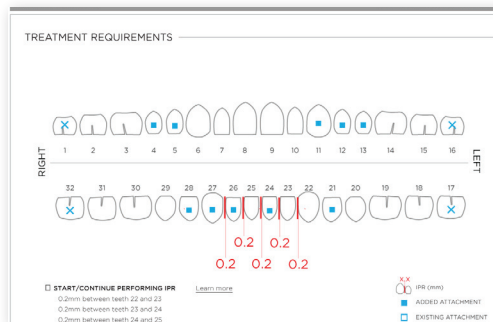 TREATMENT REQUIREMENTS
RIGHT
LEFT
1 2 3 4 5 6 7 8 9 10 11 12 13 14 15 16
32 31 30 29 28 27 26 25 24 23 22 21 20 19 18 17
0.2 0.2
0.2 0.2 0.2
START/CONTINUE PERFORMING IPR Learn more
0.2mm between teeth 22 and 23
0.2mm between teeth 23 and 24
0.2mm between teeth 24 and 25
X.X
IPR (mm)
ADDED ATTACHMENT
EXISTING ATTACHMENT